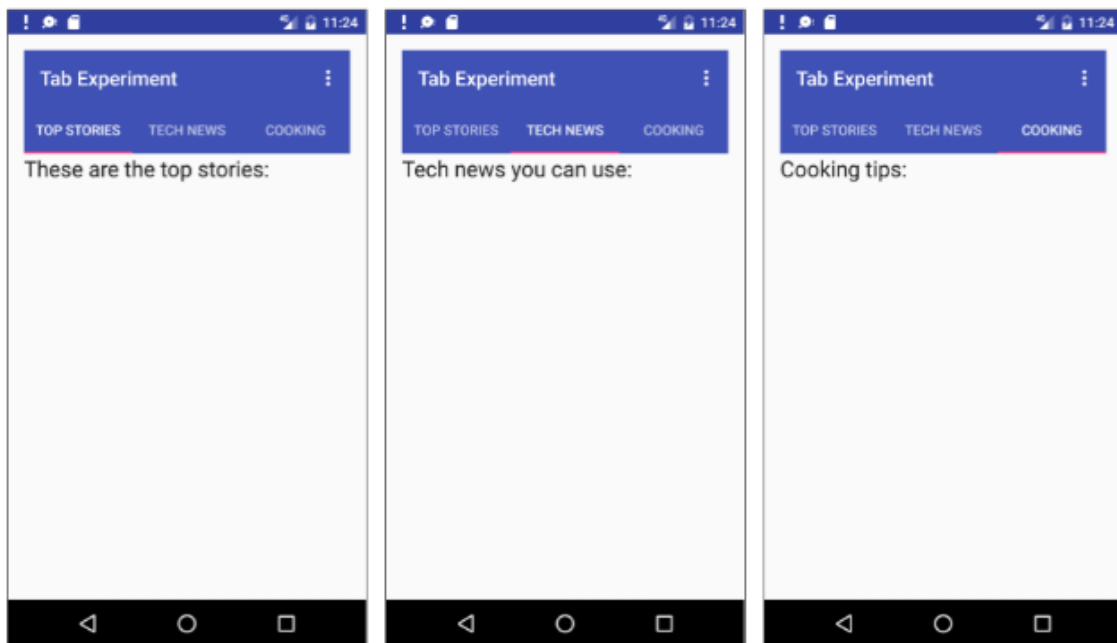 11:24
Tab Experiment
TOP STORIES TECH NEWS COOKING
These are the top stories:
11:24
Tab Experiment
TOP STORIES TECH NEWS COOKING
Tech news you can use:
11:24
Tab Experiment
TOP STORIES TECH NEWS COOKING
Cooking tips: